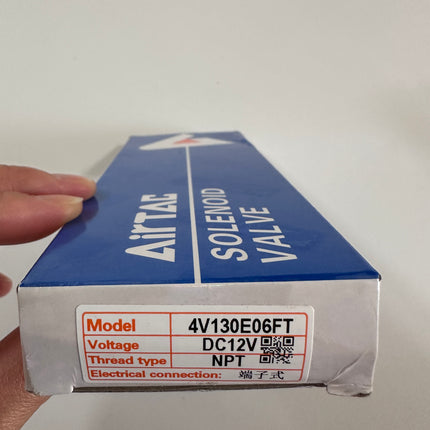 AirTAC
SOLENOID
VALVE
Model 4V130E06FT
Voltage DC12V
Thread type NPT
Electrical connection: 端子式